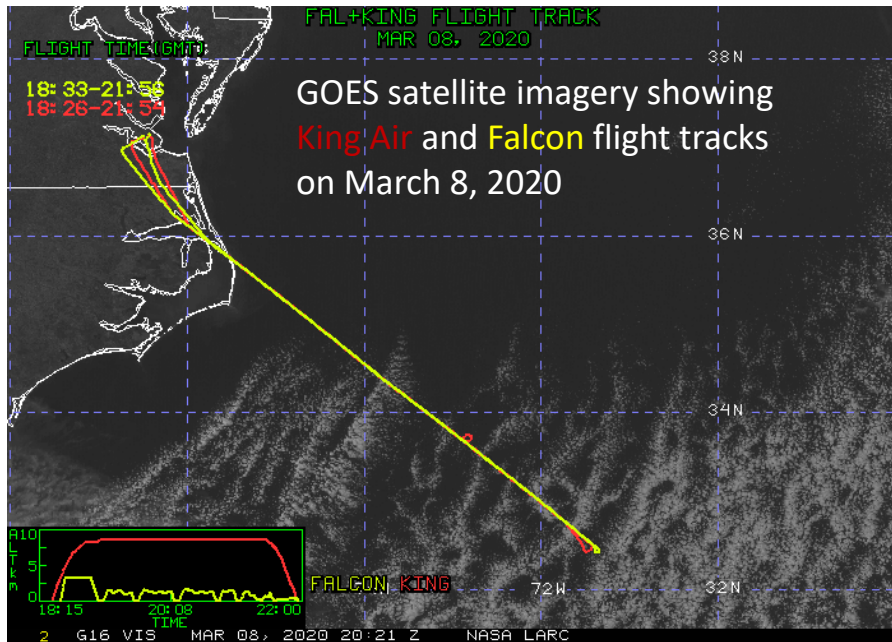 FAL+KING FLIGHT TRACK
MAR 08, 2020
FLIGHT TIME(GMT)
18:33-21:56
18:26-21:54
GOES satellite imagery showing
King Air and Falcon flight tracks
on March 8, 2020
38N
36N
34N
72W
32N
ALT km
10
5
0
18:15
20:08
22:00
TIME
FALCON KING
2 G16 VIS MAR 08, 2020 20:21 Z NASA LARC